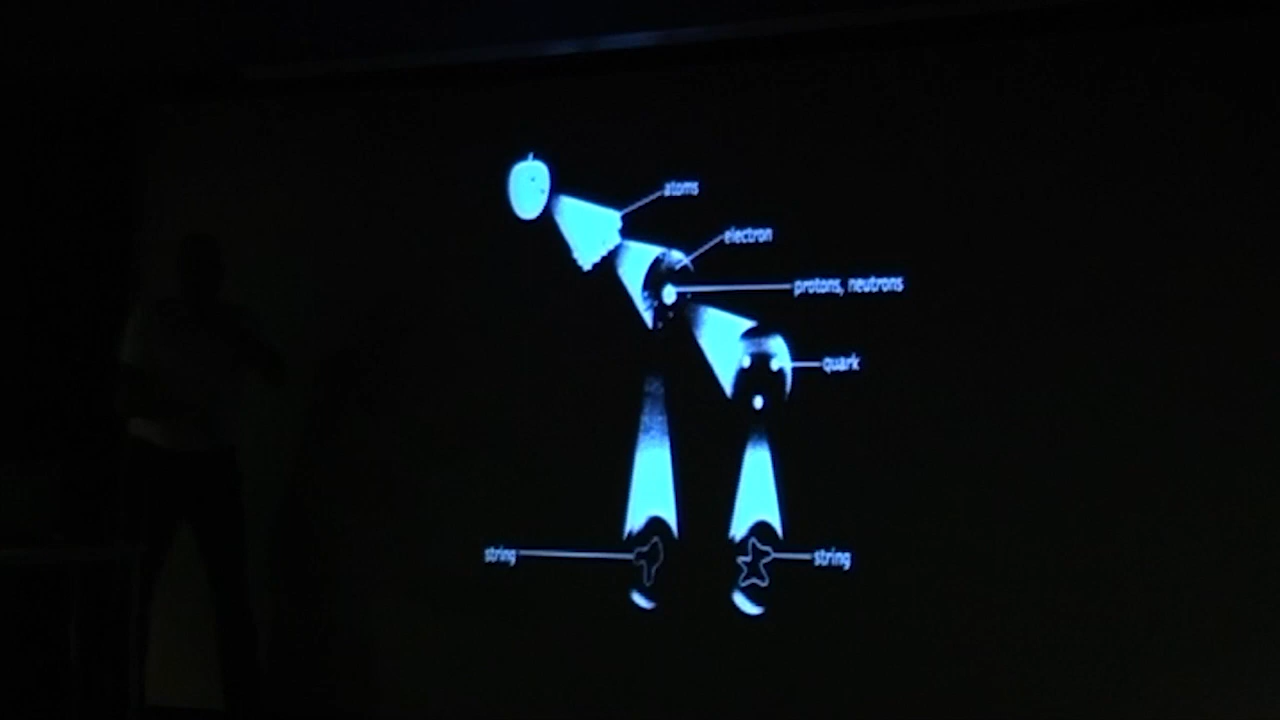 atoms
electron
protons, neutrons
quark
string
string